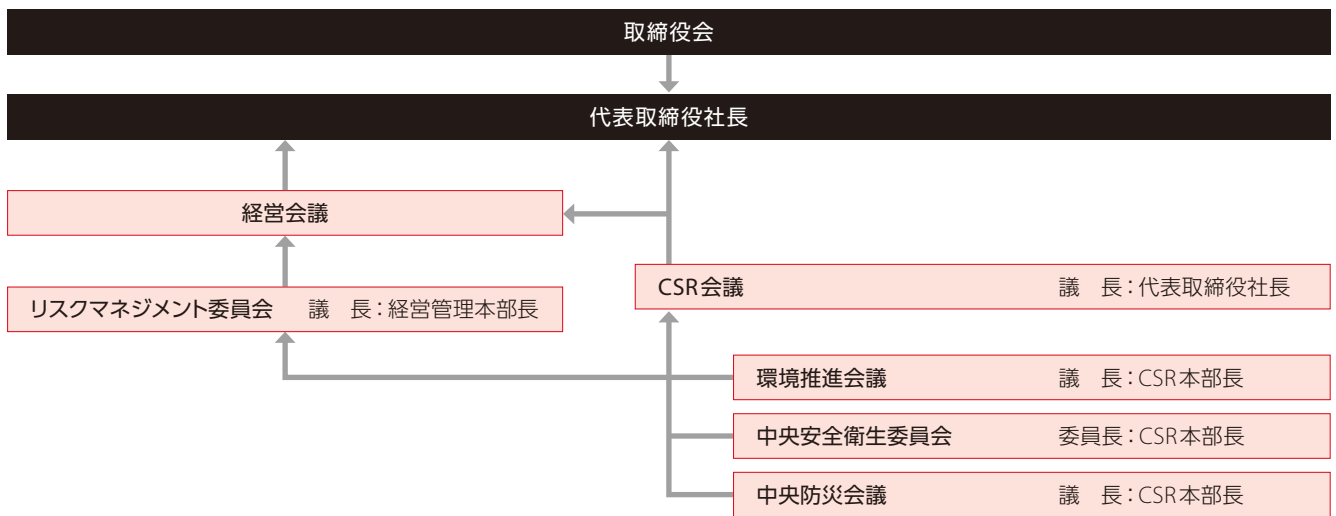 取締役会
代表取締役社長
経営会議
CSR会議 議　長：代表取締役社長
リスクマネジメント委員会 議　長：経営管理本部長
環境推進会議 議　長：CSR本部長
中央安全衛生委員会 委員長：CSR本部長
中央防災会議 議　長：CSR本部長